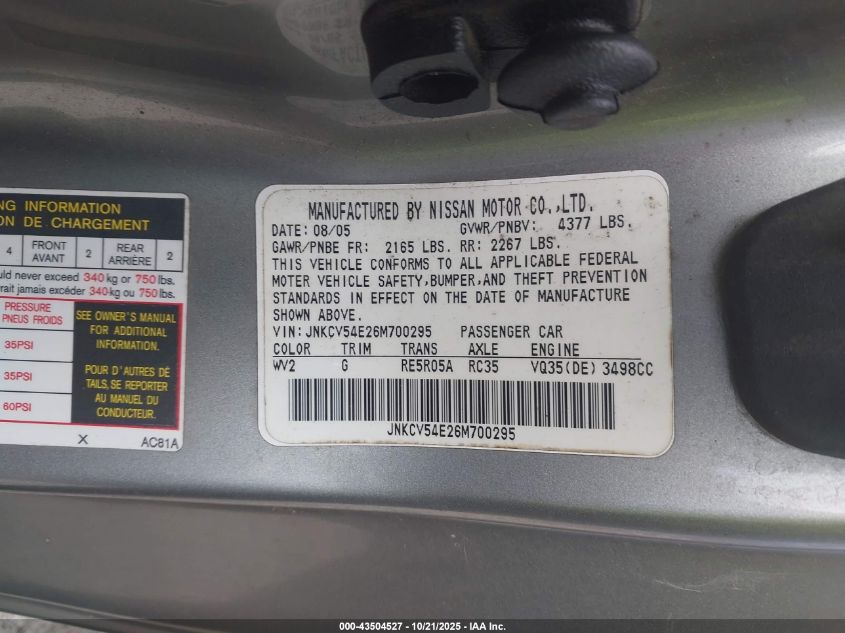 NG INFORMATION
ON DE CHARGEMENT
4 FRONT AVANT 2 REAR ARRIÈRE 2
uld never exceed 340 kg or 750 lbs.
rait jamais excéder 340 kg ou 750 lbs.
PRESSURE
PNEUS FROIDS
35PSI
35PSI
60PSI
SEE OWNER'S MANUAL
FOR ADDITIONAL
INFORMATION.
POUR D'AUTRES DÉ
TAILS, SE REPORTER
AU MANUEL DU
CONDUCTEUR.
X AC81A
MANUFACTURED BY NISSAN MOTOR CO.,LTD.
DATE: 08/05 GVWR/PNBV: 4377 LBS.
GAWR/PNBE FR: 2165 LBS. RR: 2267 LBS.
THIS VEHICLE CONFORMS TO ALL APPLICABLE FEDERAL
MOTOR VEHICLE SAFETY,BUMPER,AND THEFT PREVENTION
STANDARDS IN EFFECT ON THE DATE OF MANUFACTURE
SHOWN ABOVE.
VIN: JNKCV54E26M700295 PASSENGER CAR
COLOR TRIM TRANS AXLE ENGINE
WV2 G RE5R05A RC35 VQ35(DE) 3498CC
JNKCV54E26M700295
000-43504527 - 10/21/2025 - IAA Inc.